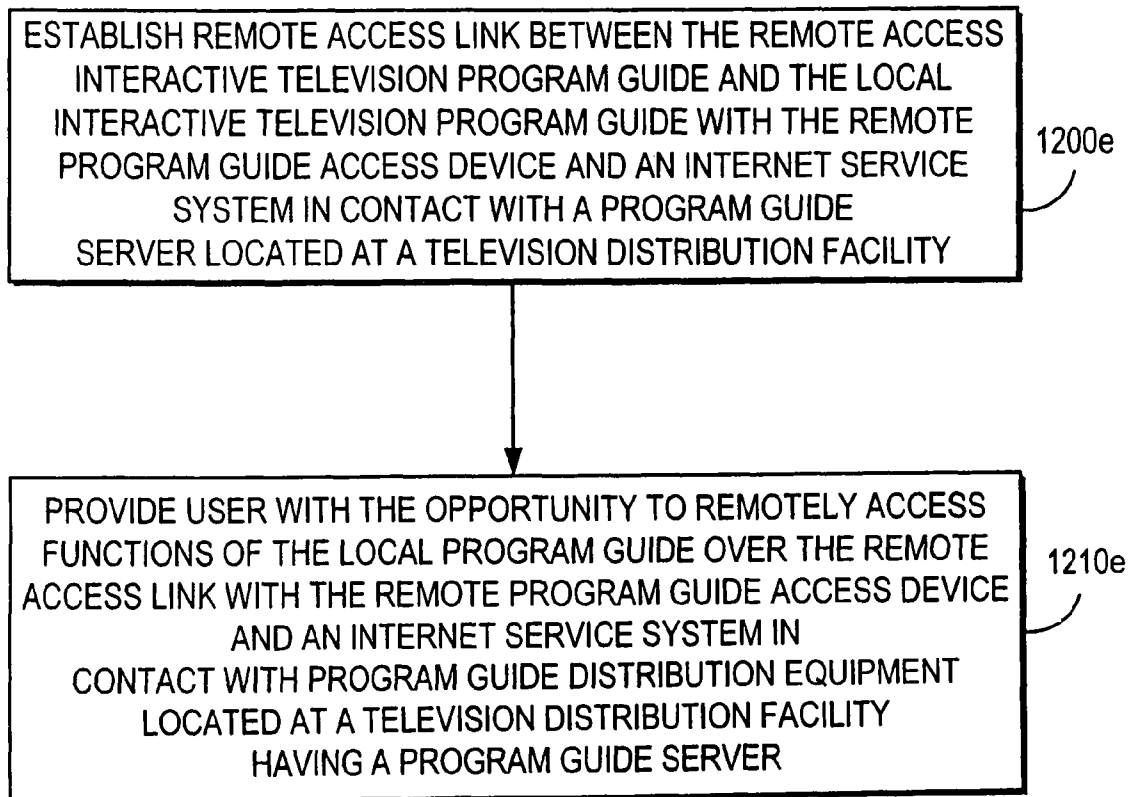 ESTABLISH REMOTE ACCESS LINK BETWEEN THE REMOTE ACCESS
INTERACTIVE TELEVISION PROGRAM GUIDE AND THE LOCAL
INTERACTIVE TELEVISION PROGRAM GUIDE WITH THE REMOTE
PROGRAM GUIDE ACCESS DEVICE AND AN INTERNET SERVICE
SYSTEM IN CONTACT WITH A PROGRAM GUIDE
SERVER LOCATED AT A TELEVISION DISTRIBUTION FACILITY
1200e
PROVIDE USER WITH THE OPPORTUNITY TO REMOTELY ACCESS
FUNCTIONS OF THE LOCAL PROGRAM GUIDE OVER THE REMOTE
ACCESS LINK WITH THE REMOTE PROGRAM GUIDE ACCESS DEVICE
AND AN INTERNET SERVICE SYSTEM IN
CONTACT WITH PROGRAM GUIDE DISTRIBUTION EQUIPMENT
LOCATED AT A TELEVISION DISTRIBUTION FACILITY
HAVING A PROGRAM GUIDE SERVER
1210e